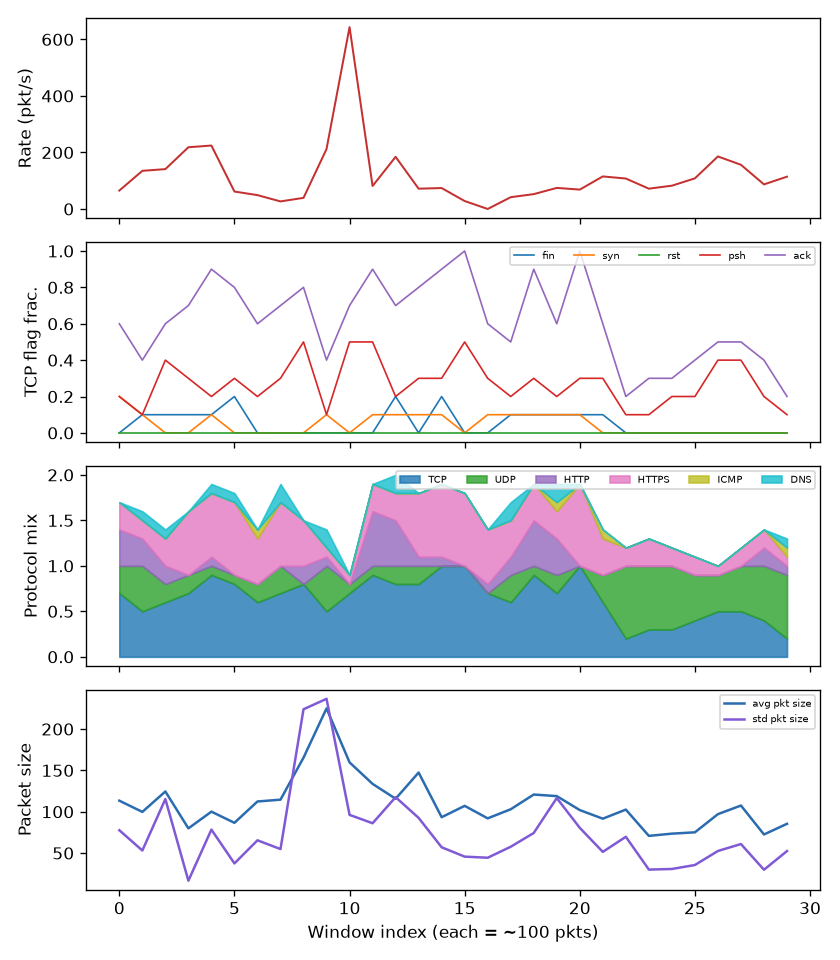 600
400
200
0
Rate (pkt/s)
1.0
0.8
0.6
0.4
0.2
0.0
TCP flag frac.
fin syn rst psh ack
2.0
1.5
1.0
0.5
0.0
Protocol mix
TCP UDP HTTP HTTPS ICMP DNS
200
150
100
50
Packet size
avg pkt size
std pkt size
0 5 10 15 20 25 30
Window index (each = ~100 pkts)